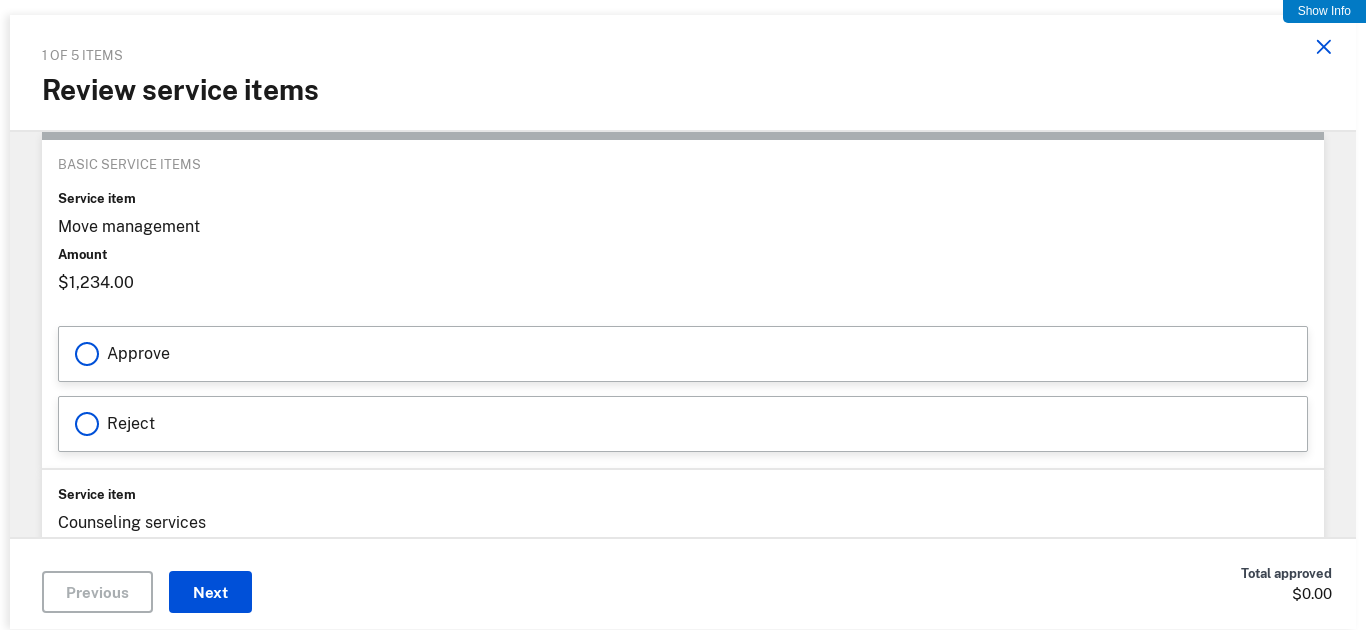 Show Info
1 OF 5 ITEMS
Review service items
BASIC SERVICE ITEMS
Service item
Move management
Amount
$1,234.00
Approve
Reject
Service item
Counseling services
Previous
Next
Total approved
$0.00